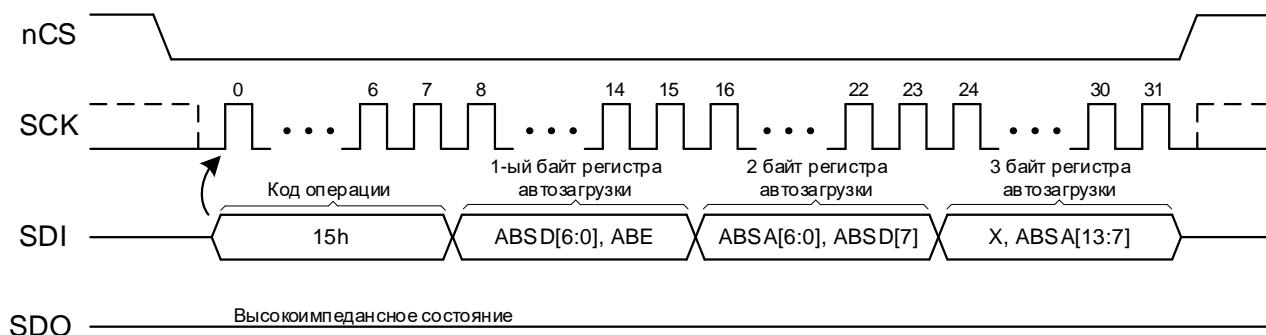 nCS
0 6 7 8 14 15 16 22 23 24 30 31
SCK
1-ый байт регистра автозагрузки
2 байт регистра автозагрузки
3 байт регистра автозагрузки
Код операции
SDI
15h
ABSD[6:0], ABE
ABSA[6:0], ABSD[7]
X, ABSA[13:7]
Высокоимпедансное состояние
SDO